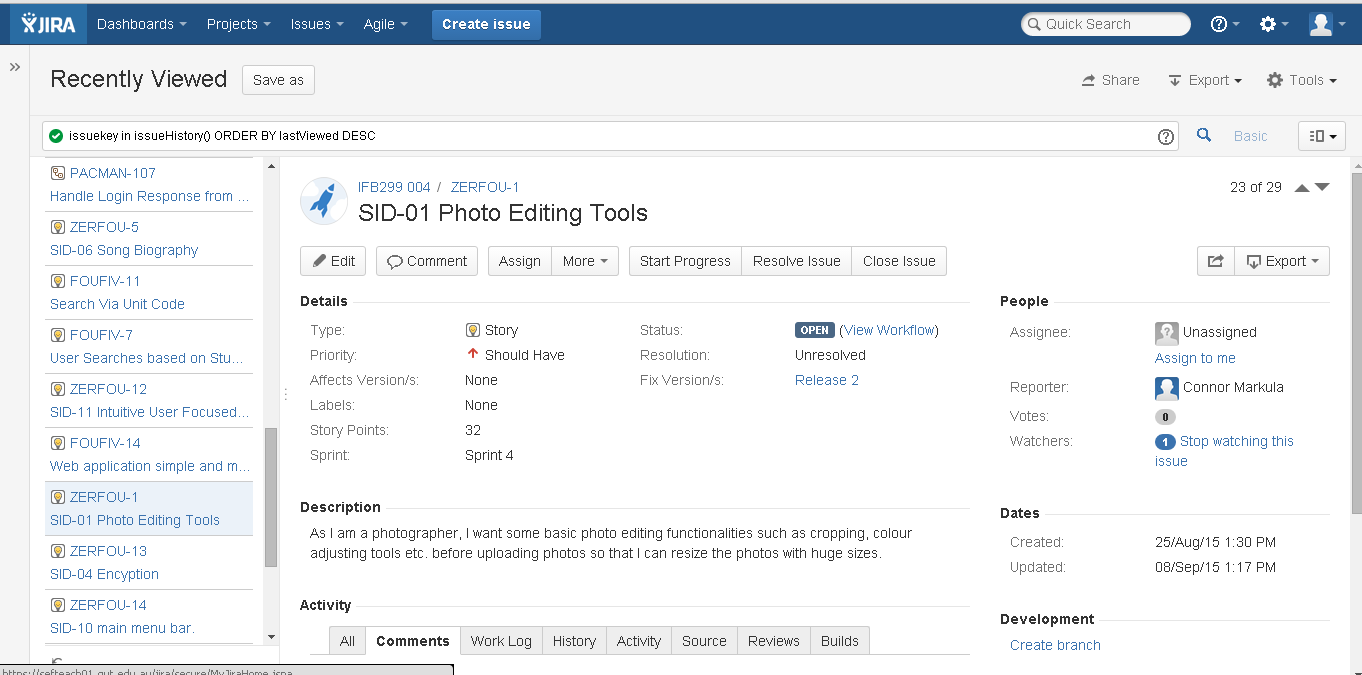 JIRA Dashboards Projects Issues Agile Create issue Quick Search
Recently Viewed Save as Share Export Tools
issuekey in issueHistory() ORDER BY lastViewed DESC Basic
PACMAN-107
Handle Login Response from ...
ZERFOU-5
SID-06 Song Biography
FOUFIV-11
Search Via Unit Code
FOUFIV-7
User Searches based on Stu...
ZERFOU-12
SID-11 Intuitive User Focused...
FOUFIV-14
Web application simple and m...
ZERFOU-1
SID-01 Photo Editing Tools
ZERFOU-13
SID-04 Encyption
ZERFOU-14
SID-10 main menu bar.
IFB299 004 / ZERFOU-1
23 of 29
SID-01 Photo Editing Tools
Edit Comment Assign More Start Progress Resolve Issue Close Issue Export
Details
Type: Story
Priority: Should Have
Affects Version/s: None
Labels: None
Story Points: 32
Sprint: Sprint 4
Status: OPEN (View Workflow)
Resolution: Unresolved
Fix Version/s: Release 2
Description
As I am a photographer, I want some basic photo editing functionalities such as cropping, colour
adjusting tools etc. before uploading photos so that I can resize the photos with huge sizes.
Activity
All Comments Work Log History Activity Source Reviews Builds
People
Assignee: Unassigned
Assign to me
Reporter: Connor Markula
Votes: 0
Watchers: 1 Stop watching this
issue
Dates
Created: 25/Aug/15 1:30 PM
Updated: 08/Sep/15 1:17 PM
Development
Create branch